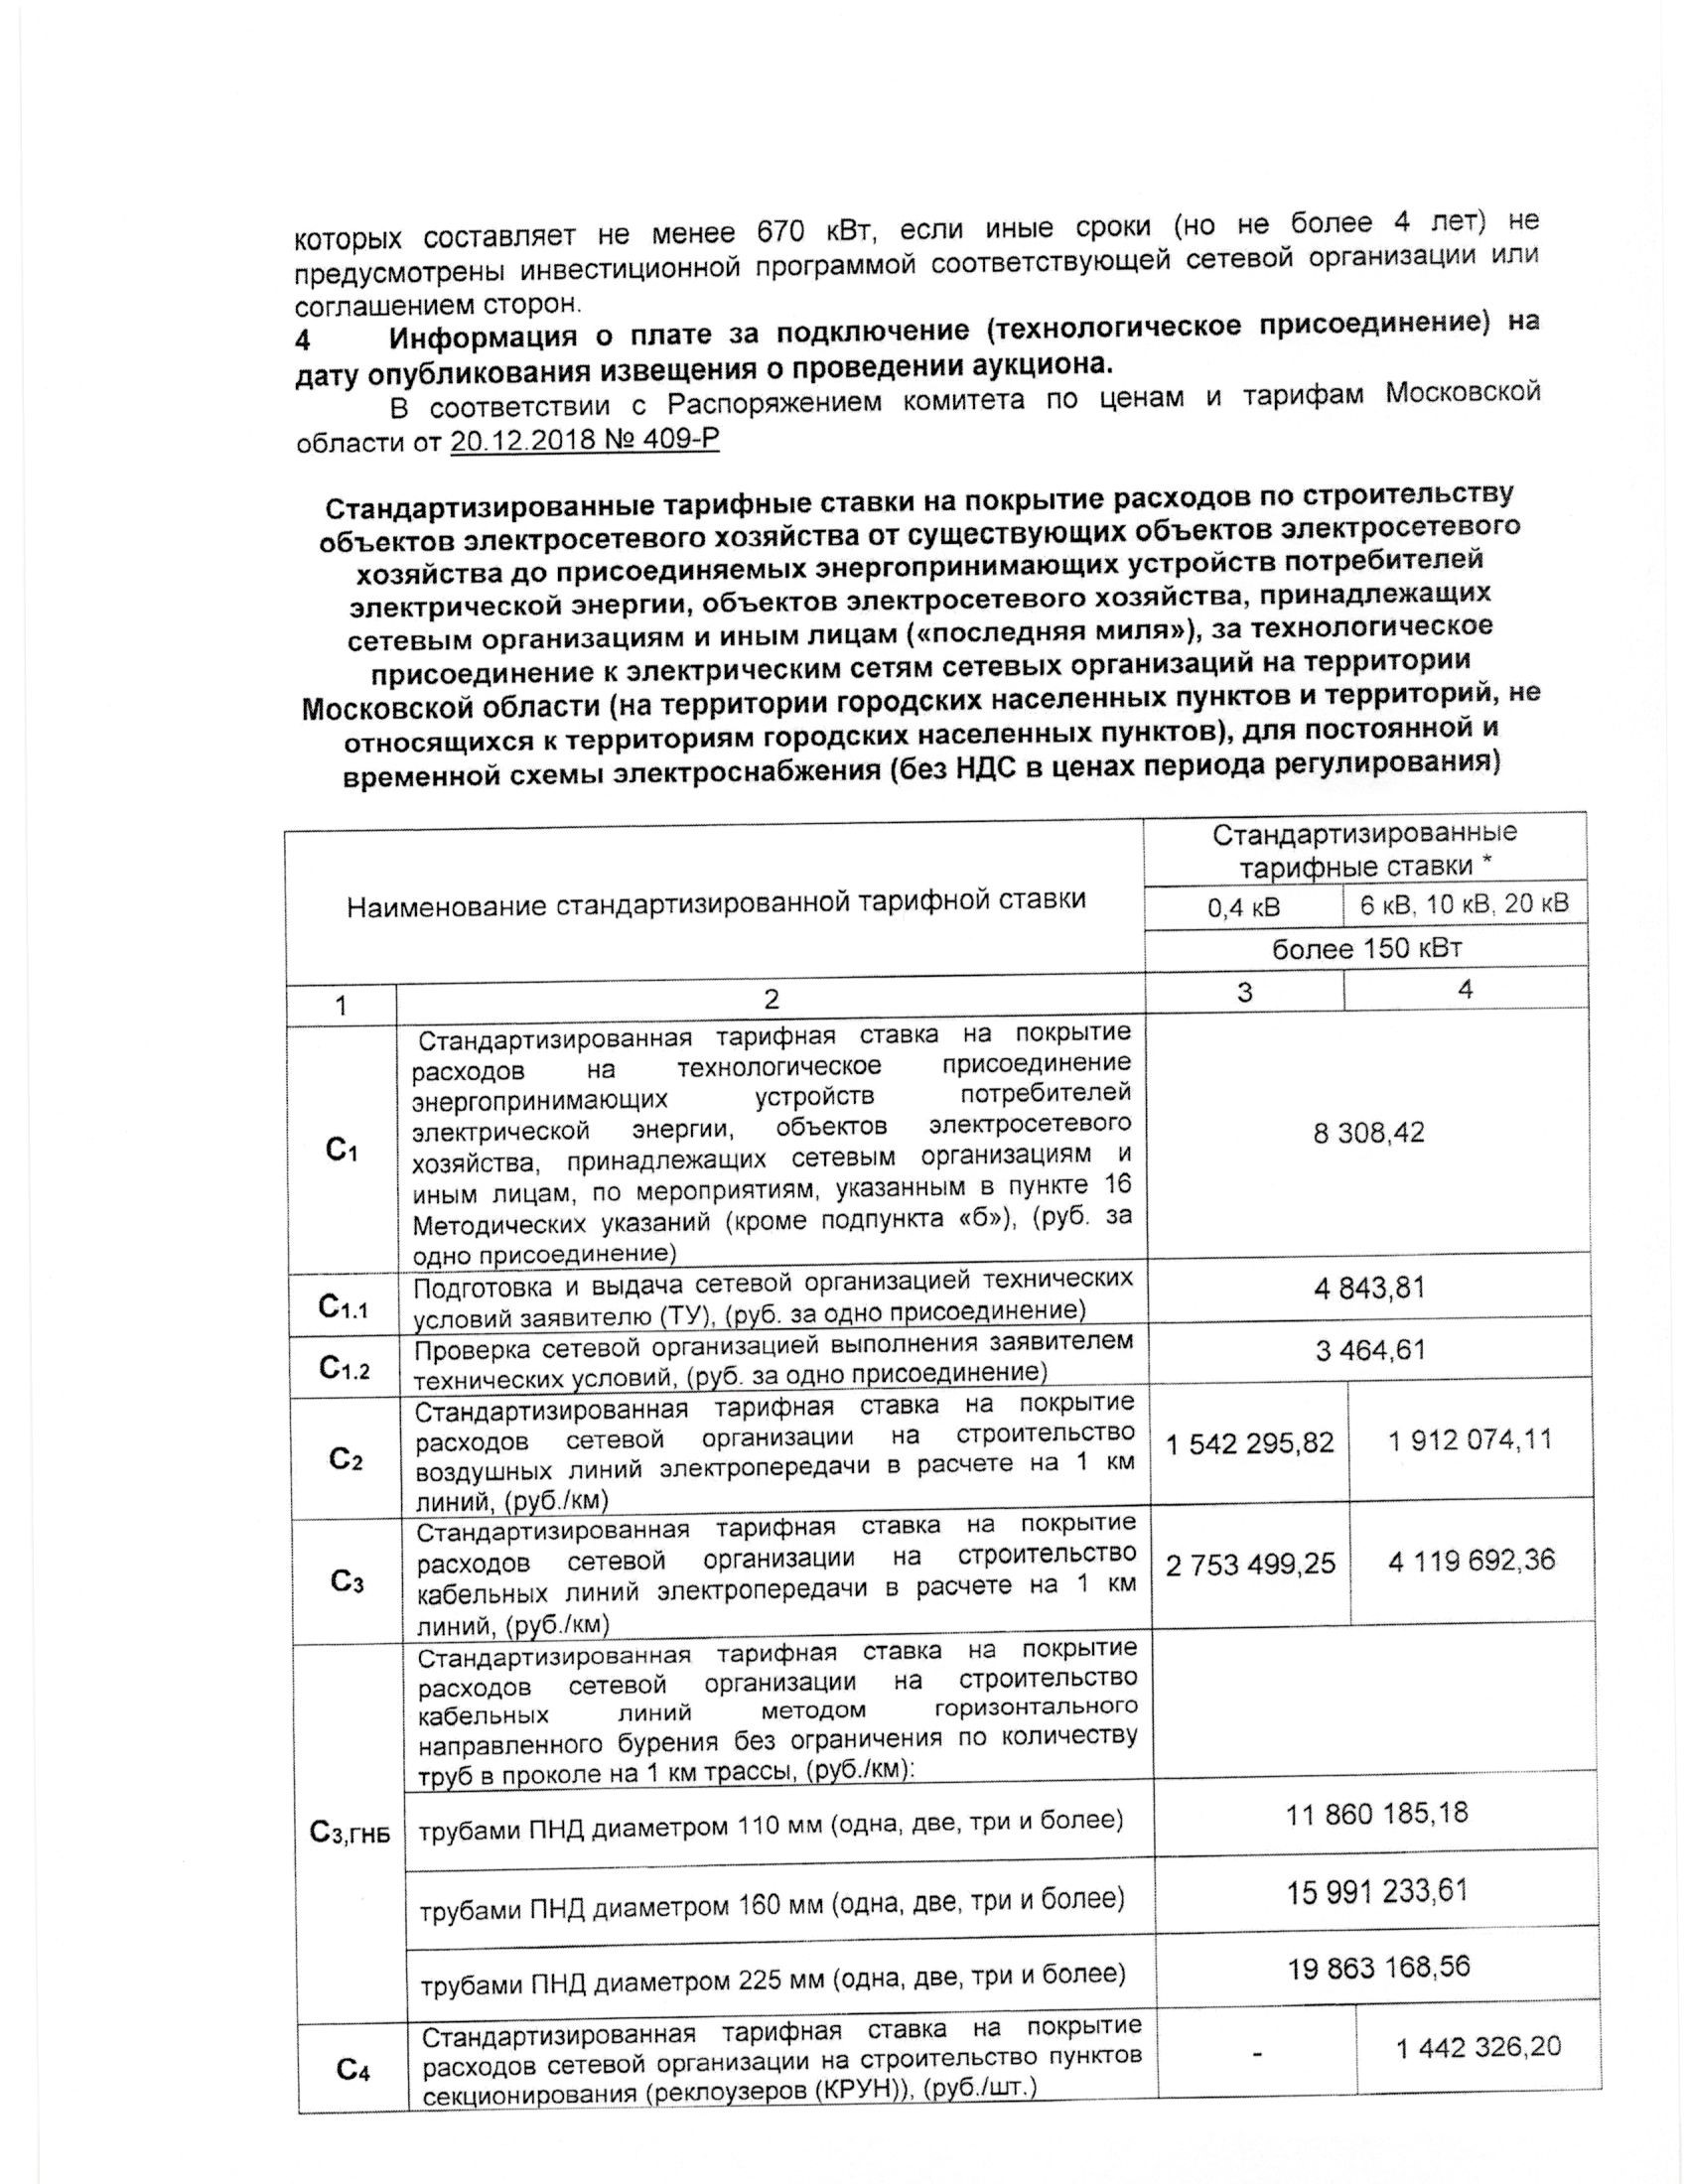 которых составляет не менее 670 кВт, если иные сроки (но не более 4 лет) не
предусмотрены инвестиционной программой соответствующей сетевой организации или
соглашением сторон.
4 Информация о плате за подключение (технологическое присоединение) на
дату опубликования извещения о проведении аукциона.
В соответствии с Распоряжением комитета по ценам и тарифам Московской
области от 20.12.2018 № 409-Р
Стандартизированные тарифные ставки на покрытие расходов по строительству
объектов электросетевого хозяйства от существующих объектов электросетевого
хозяйства до присоединяемых энергопринимающих устройств потребителей
электрической энергии, объектов электросетевого хозяйства, принадлежащих
сетевым организациям и иным лицам («последняя миля»), за технологическое
присоединение к электрическим сетям сетевых организаций на территории
Московской области (на территории городских населенных пунктов и территорий, не
относящихся к территориям городских населенных пунктов), для постоянной и
временной схемы электроснабжения (без НДС в ценах периода регулирования)
Наименование стандартизированной тарифной ставки
Стандартизированные
тарифные ставки *
0,4 кВ
6 кВ, 10 кВ, 20 кВ
более 150 кВт
1
2
3
4
С1
Стандартизированная тарифная ставка на покрытие
расходов на технологическое присоединение
энергопринимающих устройств потребителей
электрической энергии, объектов электросетевого
хозяйства, принадлежащих сетевым организациям и
иным лицам, по мероприятиям, указанным в пункте 16
Методических указаний (кроме подпункта «б»), (руб. за
одно присоединение)
8 308,42
С1.1
Подготовка и выдача сетевой организацией технических
условий заявителю (ТУ), (руб. за одно присоединение)
4 843,81
С1.2
Проверка сетевой организацией выполнения заявителем
технических условий, (руб. за одно присоединение)
3 464,61
С2
Стандартизированная тарифная ставка на покрытие
расходов сетевой организации на строительство
воздушных линий электропередачи в расчете на 1 км
линий, (руб./км)
1 542 295,82
1 912 074,11
С3
Стандартизированная тарифная ставка на покрытие
расходов сетевой организации на строительство
кабельных линий электропередачи в расчете на 1 км
линий, (руб./км)
2 753 499,25
4 119 692,36
С3,ГНБ
Стандартизированная тарифная ставка на покрытие
расходов сетевой организации на строительство
кабельных линий методом горизонтального
направленного бурения без ограничения по количеству
труб в проколе на 1 км трассы, (руб./км):
трубами ПНД диаметром 110 мм (одна, две, три и более)
11 860 185,18
трубами ПНД диаметром 160 мм (одна, две, три и более)
15 991 233,61
трубами ПНД диаметром 225 мм (одна, две, три и более)
19 863 168,56
С4
Стандартизированная тарифная ставка на покрытие
расходов сетевой организации на строительство пунктов
секционирования (реклоузеров (КРУН)), (руб./шт.)
-
1 442 326,20